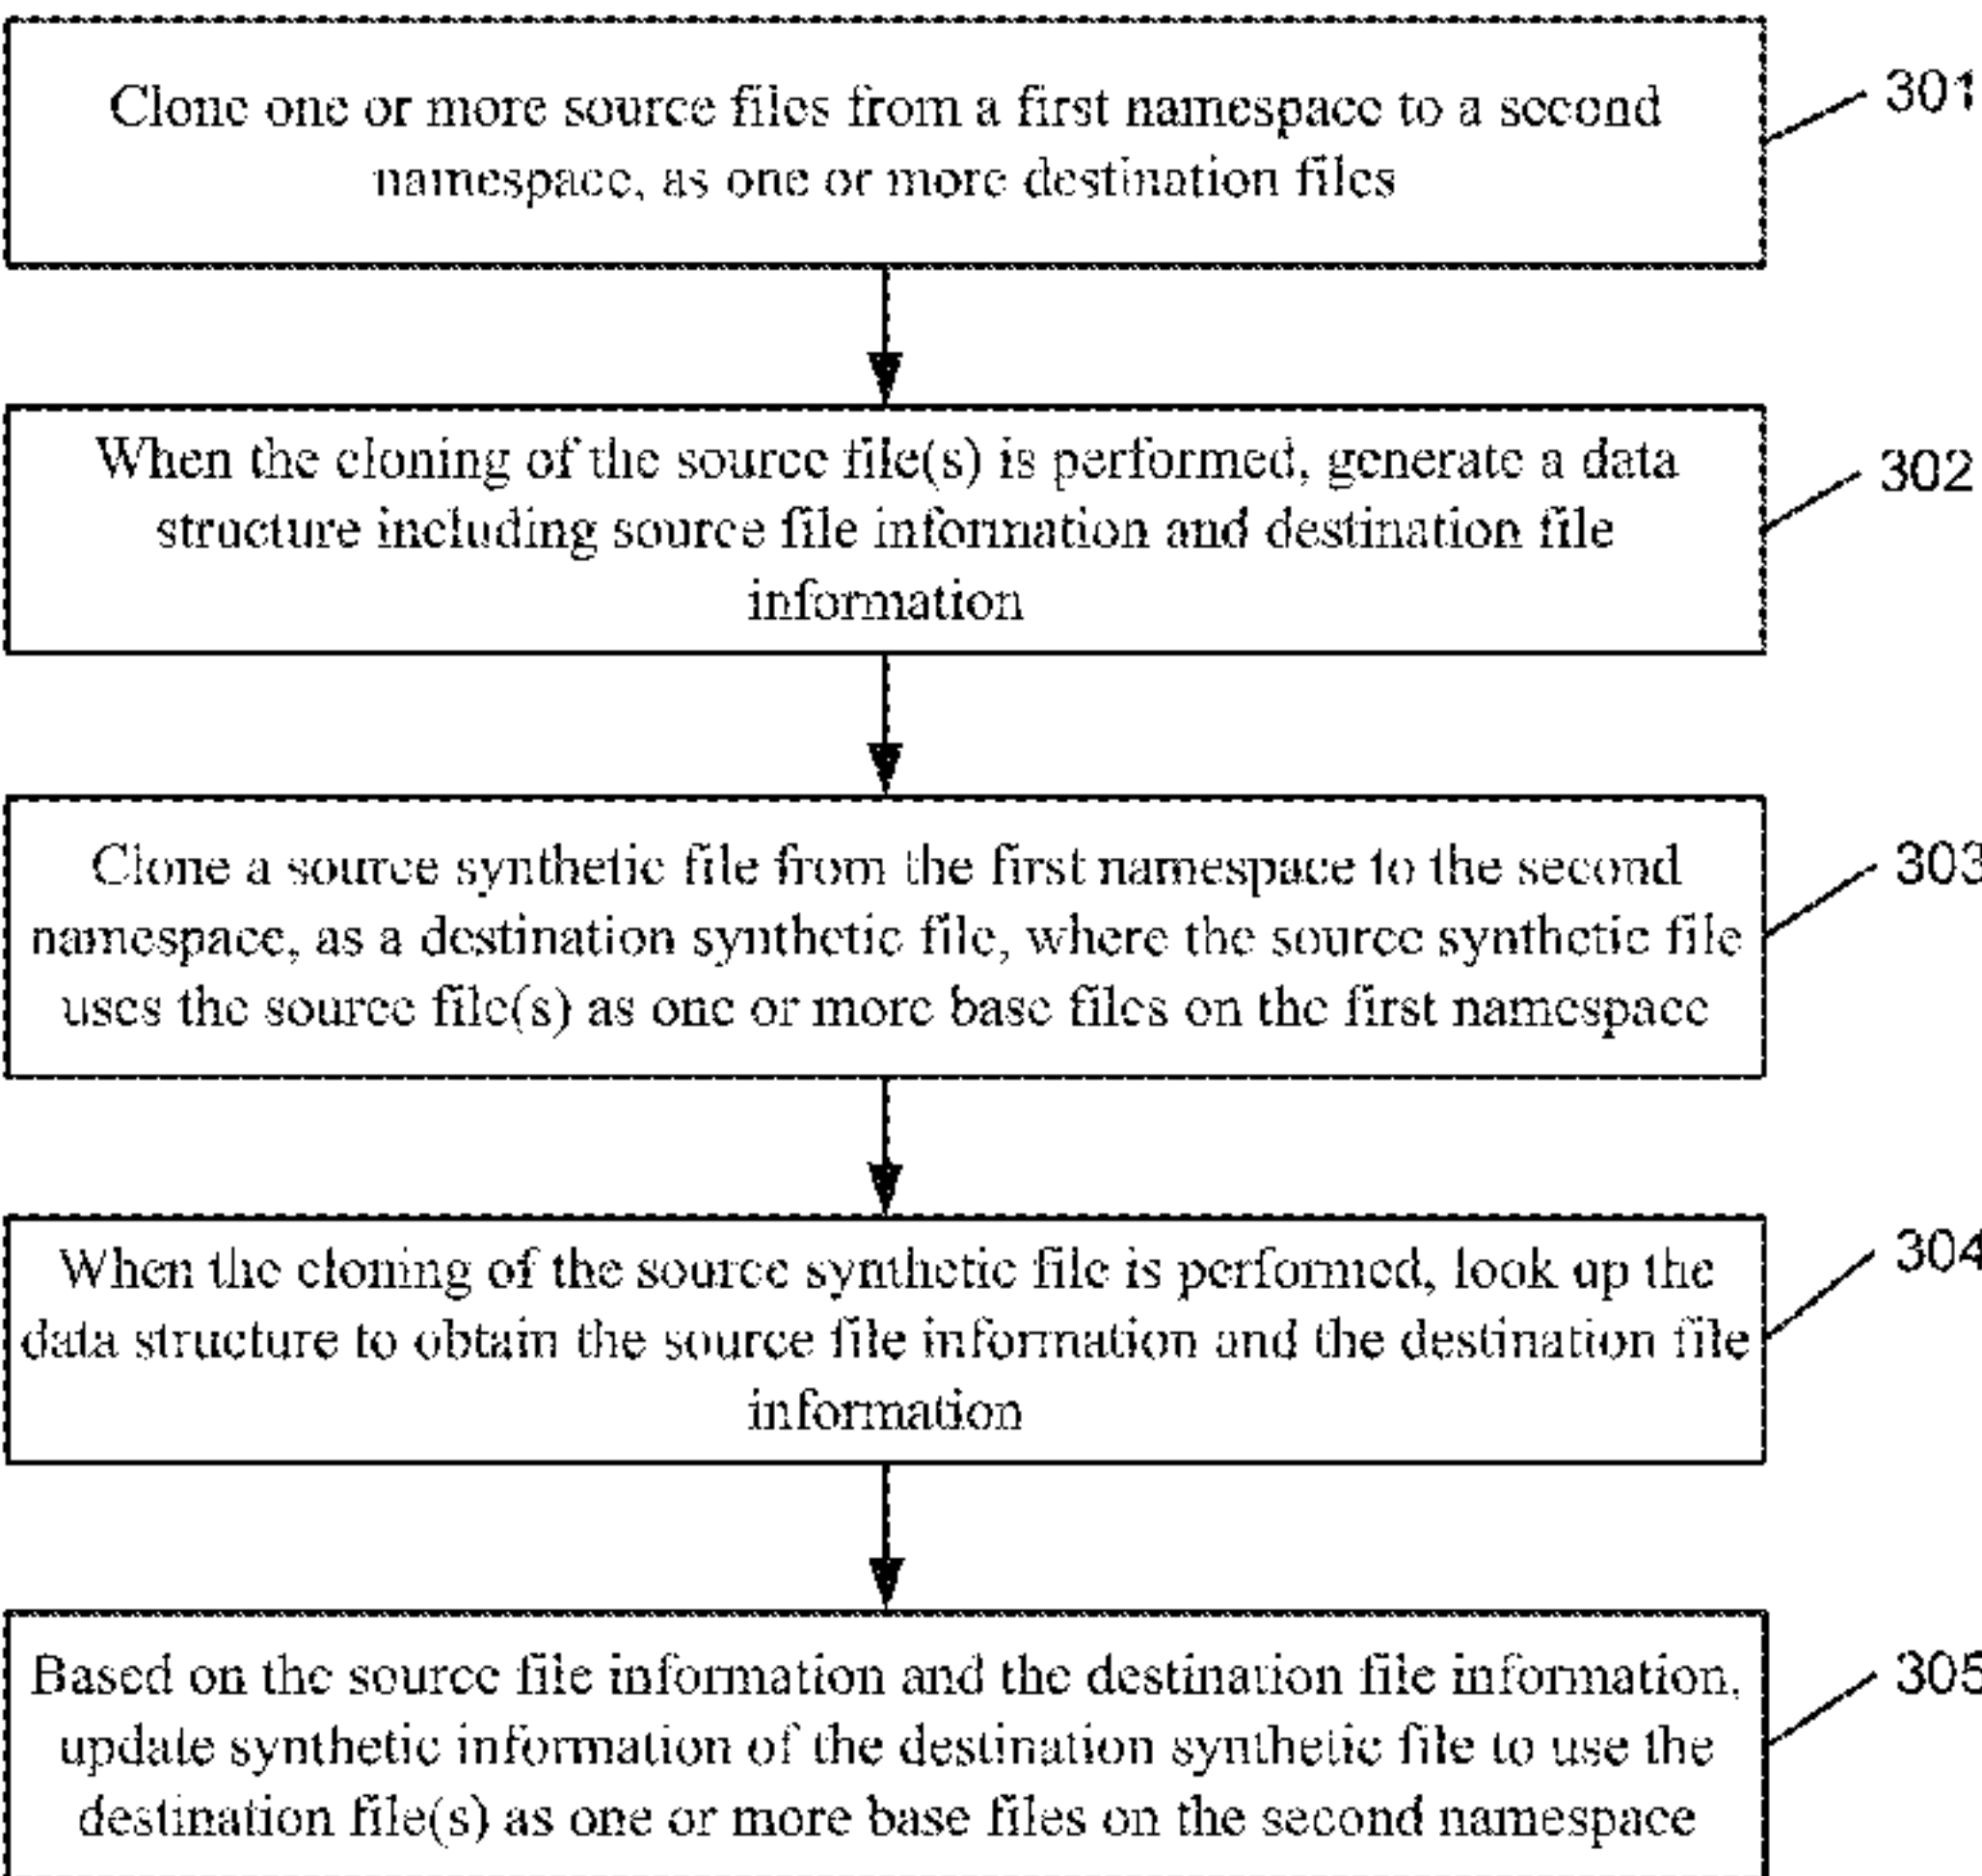 Clone one or more source files from a first namespace to a second
namespace, as one or more destination files
301
When the cloning of the source file(s) is performed, generate a data
structure including source file information and destination file
information
302
Clone a source synthetic file from the first namespace to the second
namespace, as a destination synthetic file, where the source synthetic file
uses the source file(s) as one or more base files on the first namespace
303
When the cloning of the source synthetic file is performed, look up the
data structure to obtain the source file information and the destination file
information
304
Based on the source file information and the destination file information,
update synthetic information of the destination synthetic file to use the
destination file(s) as one or more base files on the second namespace
305